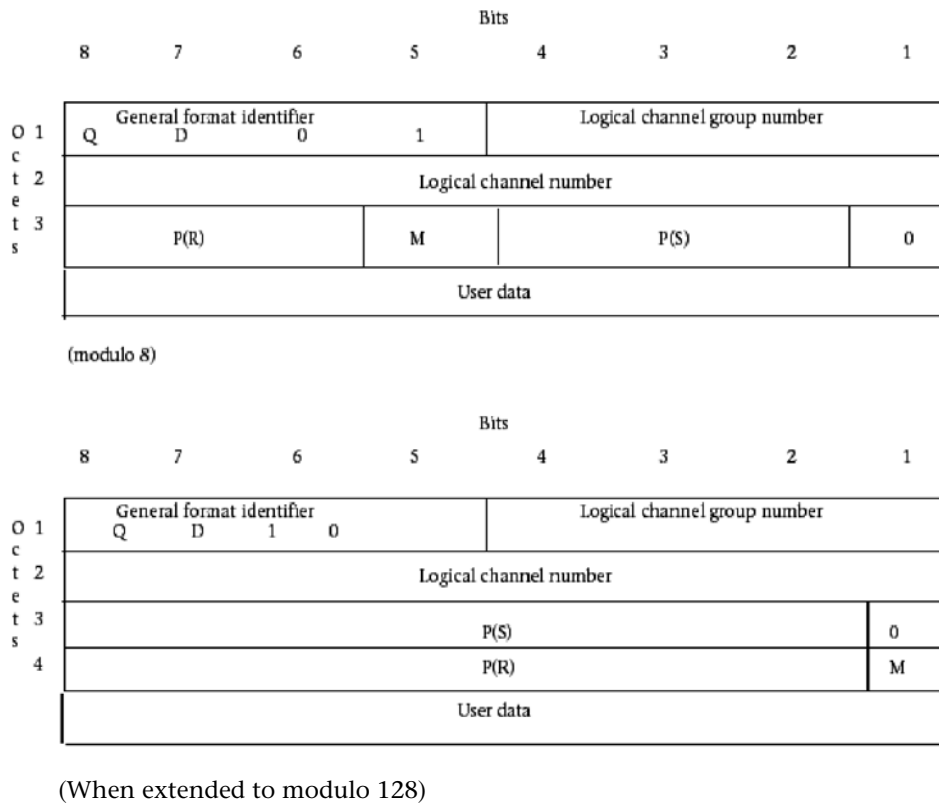 Bits
8 7 6 5 4 3 2 1
General format identifier Logical channel group number
O 1 Q D 0 1
c
t 2 Logical channel number
e
t 3 P(R) M P(S) 0
s
User data
(modulo 8)
Bits
8 7 6 5 4 3 2 1
General format identifier Logical channel group number
O 1 Q D 1 0
c
t 2 Logical channel number
e
t 3 P(S) 0
s
4 P(R) M
User data
(When extended to modulo 128)